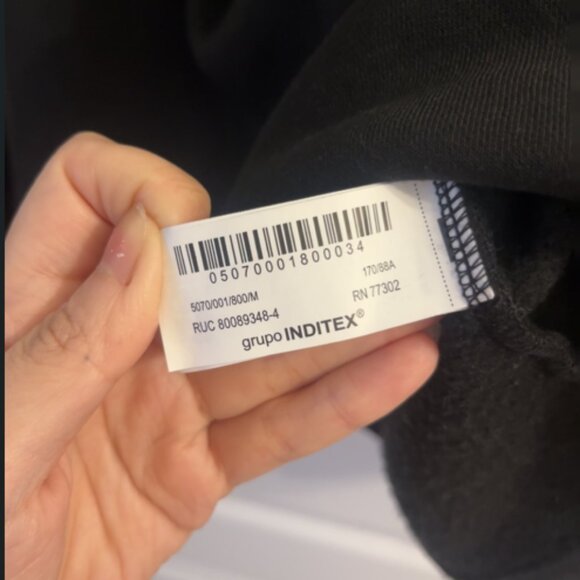 05070001800034
170/88A
5070/001/800/M
RN 77302
RUC 80089348-4
grupo INDITEX®